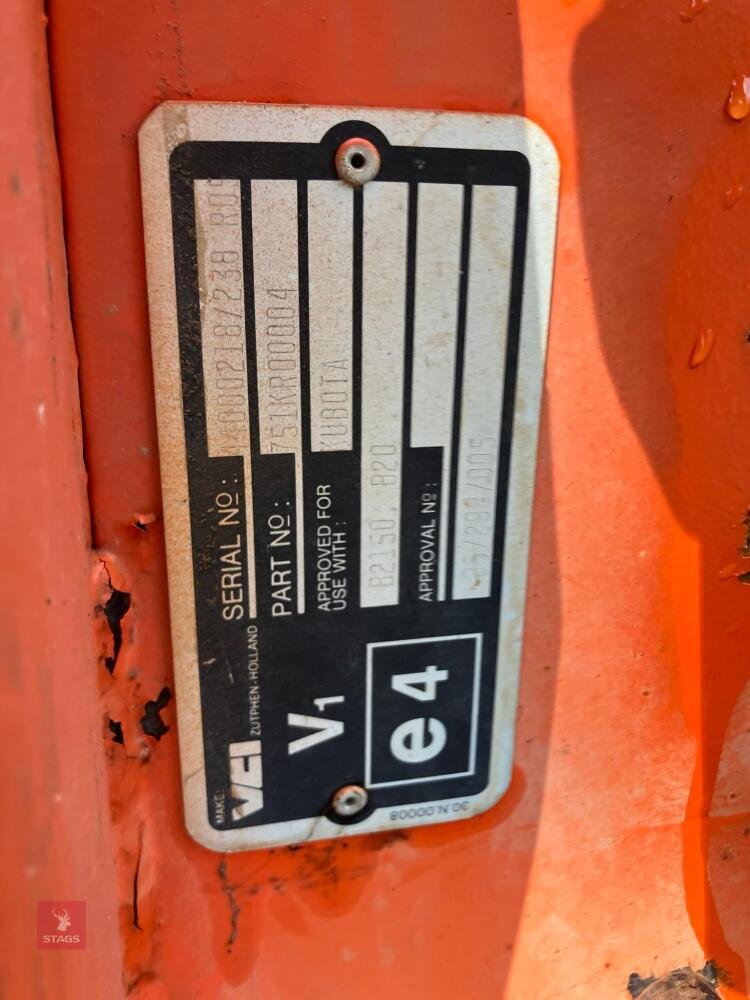 MAKE:
VEI ZUTPHEN-HOLLAND
V1
e4
SERIAL Nº:
PART Nº: 751KR00004
APPROVED FOR
USE WITH: KUBOTA
B2150, B20
APPROVAL Nº:
3Q.N.00008
STAGS